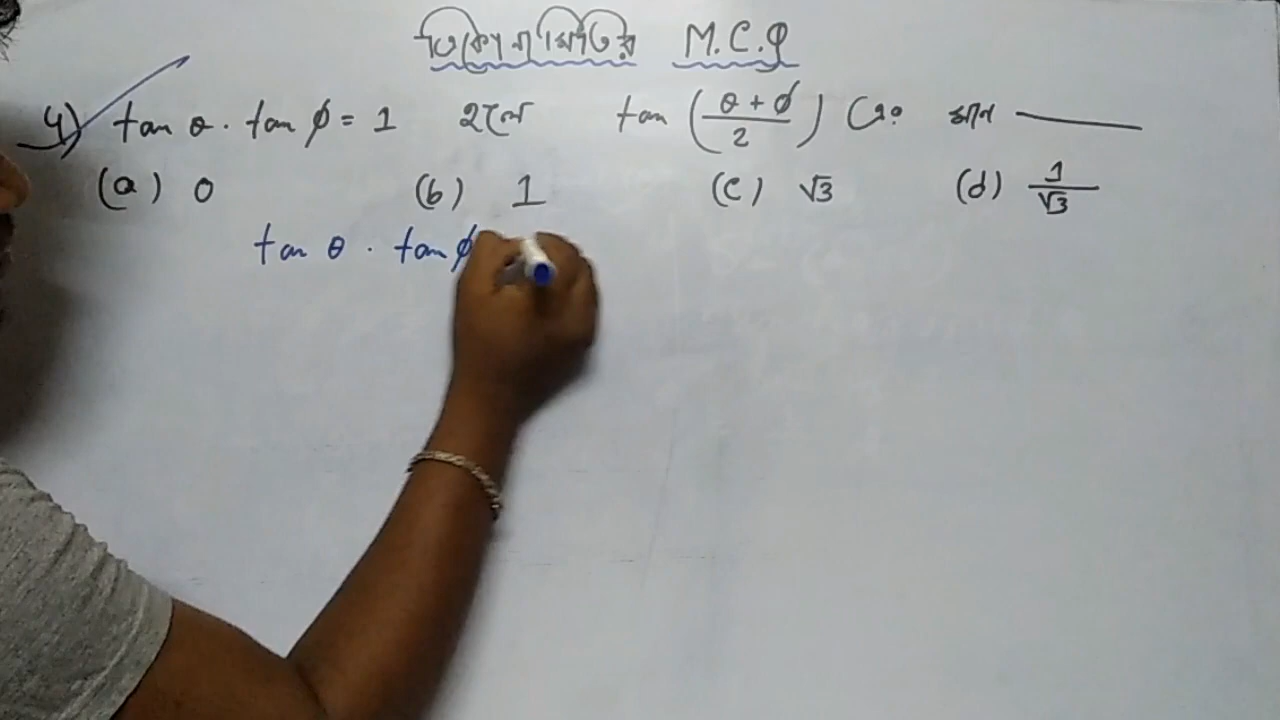 ত্রিকোণমিতির M.C.Q
4) tan θ · tan ϕ = 1 হলে tan (θ + ϕ / 2) এর মান ———
(a) 0 (b) 1 (c) √3 (d) 1/√3
tan θ · tan ϕ